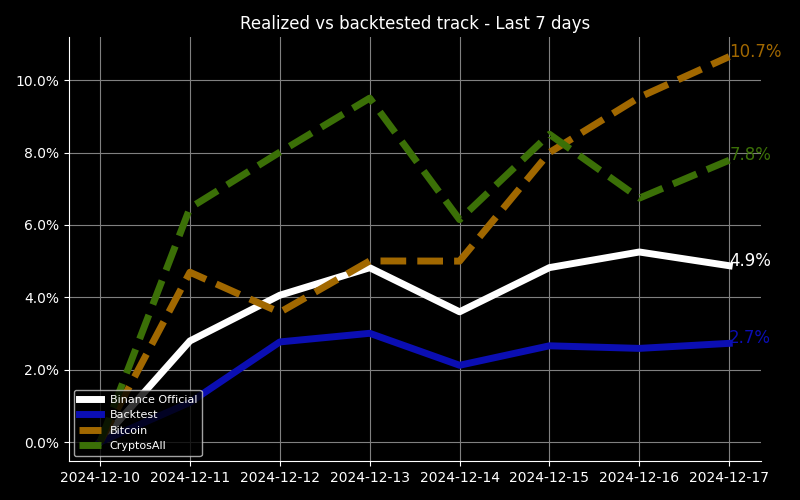 Realized vs backtested track - Last 7 days
10.7%
10.0%
8.0%
7.8%
6.0%
4.9%
4.0%
2.7%
2.0%
0.0%
Binance Official
Backtest
Bitcoin
CryptosAll
2024-12-10 2024-12-11 2024-12-12 2024-12-13 2024-12-14 2024-12-15 2024-12-16 2024-12-17